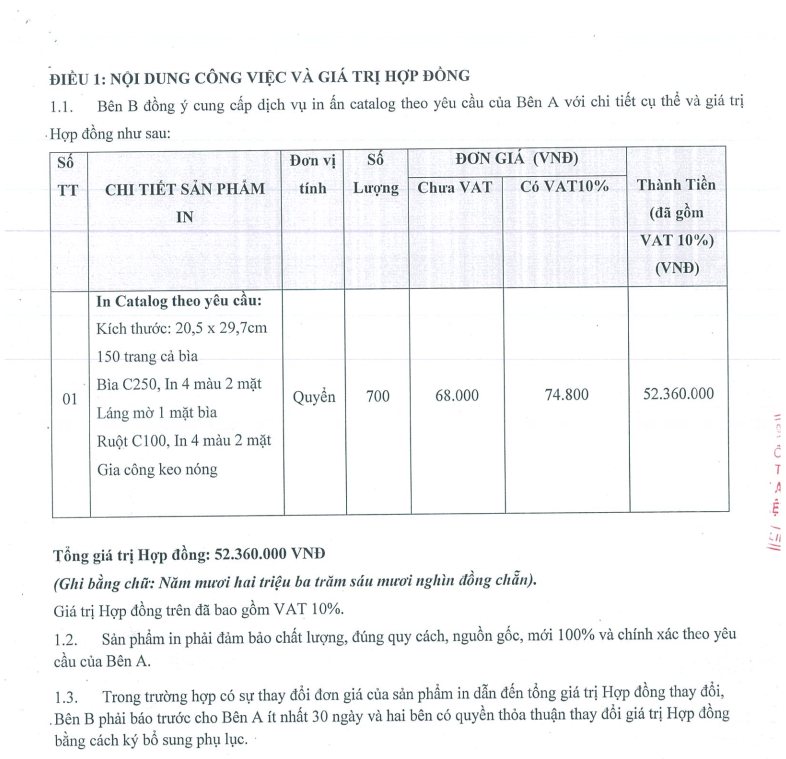 ĐIỀU 1: NỘI DUNG CÔNG VIỆC VÀ GIÁ TRỊ HỢP ĐỒNG
1.1. Bên B đồng ý cung cấp dịch vụ in ấn catalog theo yêu cầu của Bên A với chi tiết cụ thể và giá trị
Hợp đồng như sau:
Số TT
CHI TIẾT SẢN PHẨM IN
Đơn vị tính
Số Lượng
ĐƠN GIÁ (VNĐ)
Chưa VAT
Có VAT10%
Thành Tiền
(đã gồm
VAT 10%)
(VNĐ)
01
In Catalog theo yêu cầu:
Kích thước: 20,5 x 29,7cm
150 trang cả bìa
Bìa C250, In 4 màu 2 mặt
Láng mờ 1 mặt bìa
Ruột C100, In 4 màu 2 mặt
Gia công keo nóng
Quyển
700
68.000
74.800
52.360.000
Tổng giá trị Hợp đồng: 52.360.000 VNĐ
(Ghi bằng chữ: Năm mươi hai triệu ba trăm sáu mươi nghìn đồng chẵn).
Giá trị Hợp đồng trên đã bao gồm VAT 10%.
1.2. Sản phẩm in phải đảm bảo chất lượng, đúng quy cách, nguồn gốc, mới 100% và chính xác theo yêu
cầu của Bên A.
1.3. Trong trường hợp có sự thay đổi đơn giá của sản phẩm in dẫn đến tổng giá trị Hợp đồng thay đổi,
Bên B phải báo trước cho Bên A ít nhất 30 ngày và hai bên có quyền thỏa thuận thay đổi giá trị Hợp đồng
bằng cách ký bổ sung phụ lục.